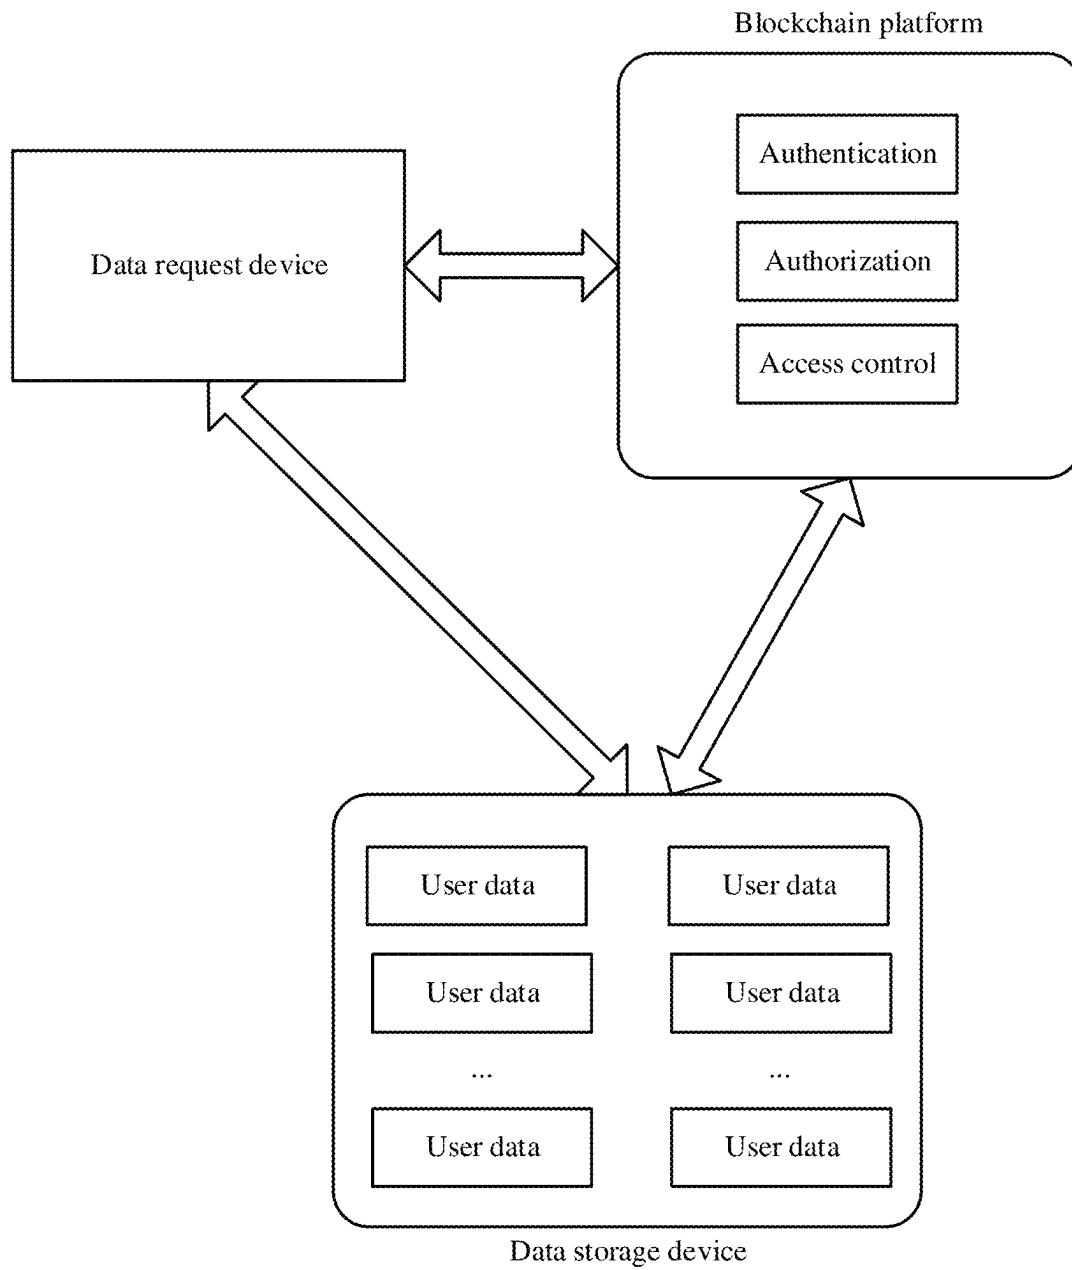 Blockchain platform
Authentication
Data request device
Authorization
Access control
User data
User data
User data
User data
...
...
User data
User data
Data storage device